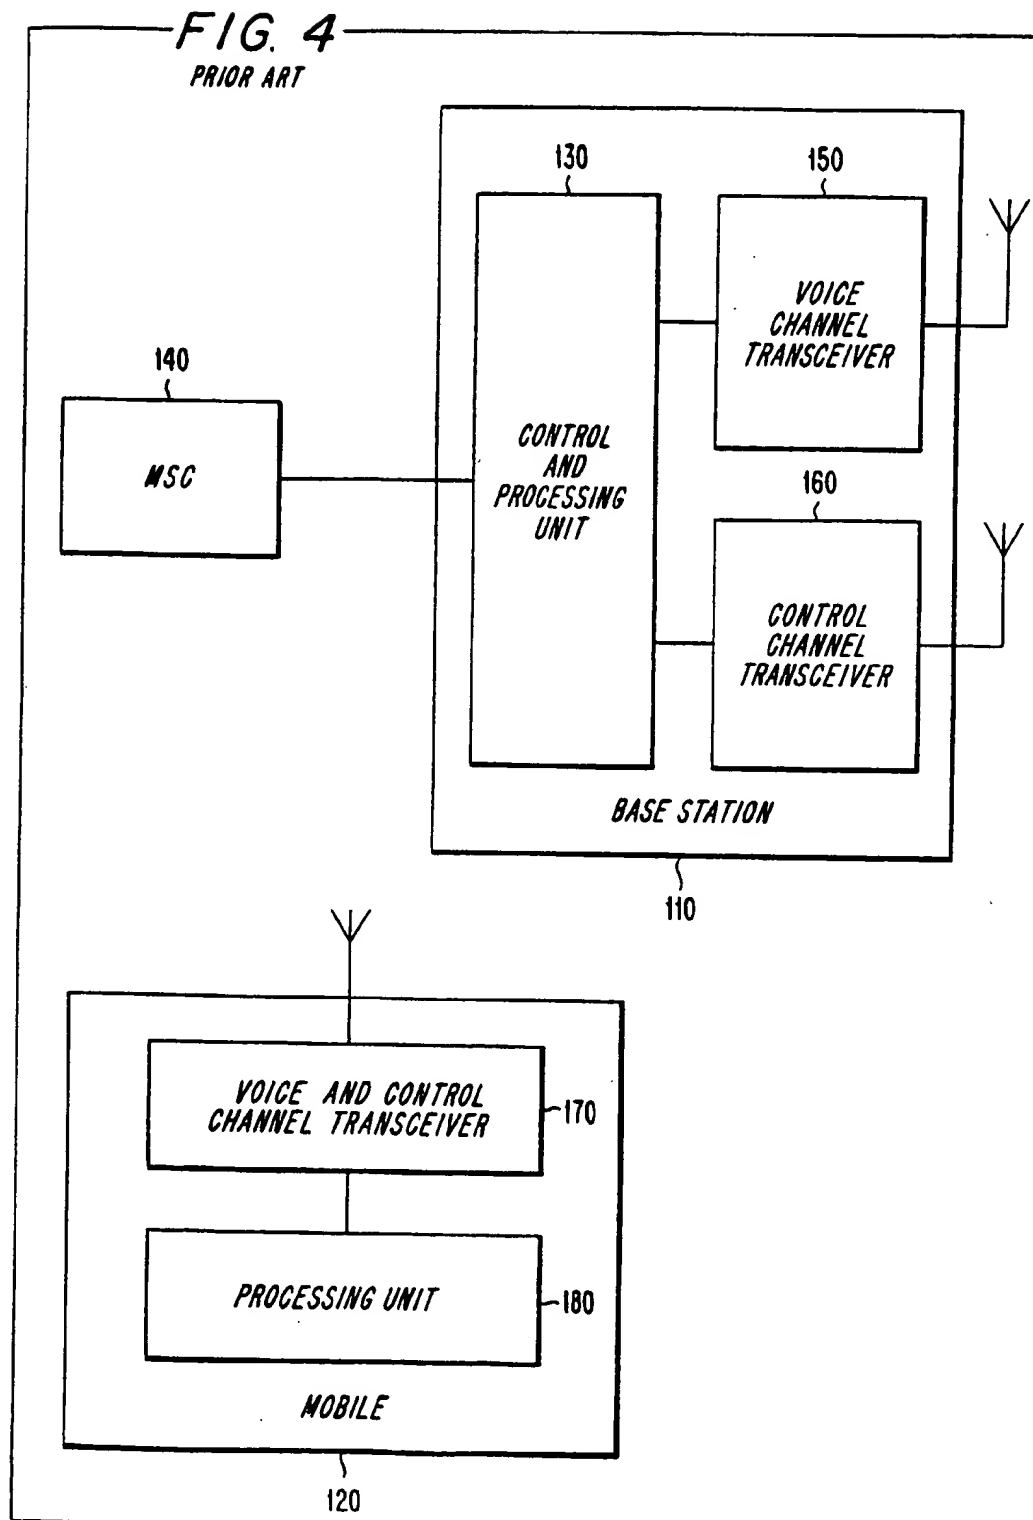 FIG. 4
PRIOR ART
130
150
VOICE
CHANNEL
TRANSCEIVER
140
MSC
CONTROL
AND
PROCESSING
UNIT
160
CONTROL
CHANNEL
TRANSCEIVER
BASE STATION
110
VOICE AND CONTROL
CHANNEL TRANSCEIVER
170
PROCESSING UNIT
180
MOBILE
120